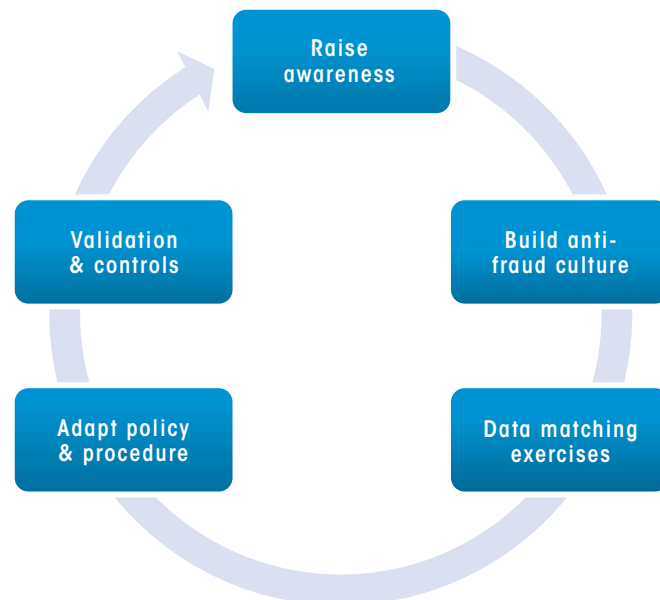 Raise
awareness
Build anti-
fraud culture
Data matching
exercises
Adapt policy
& procedure
Validation
& controls